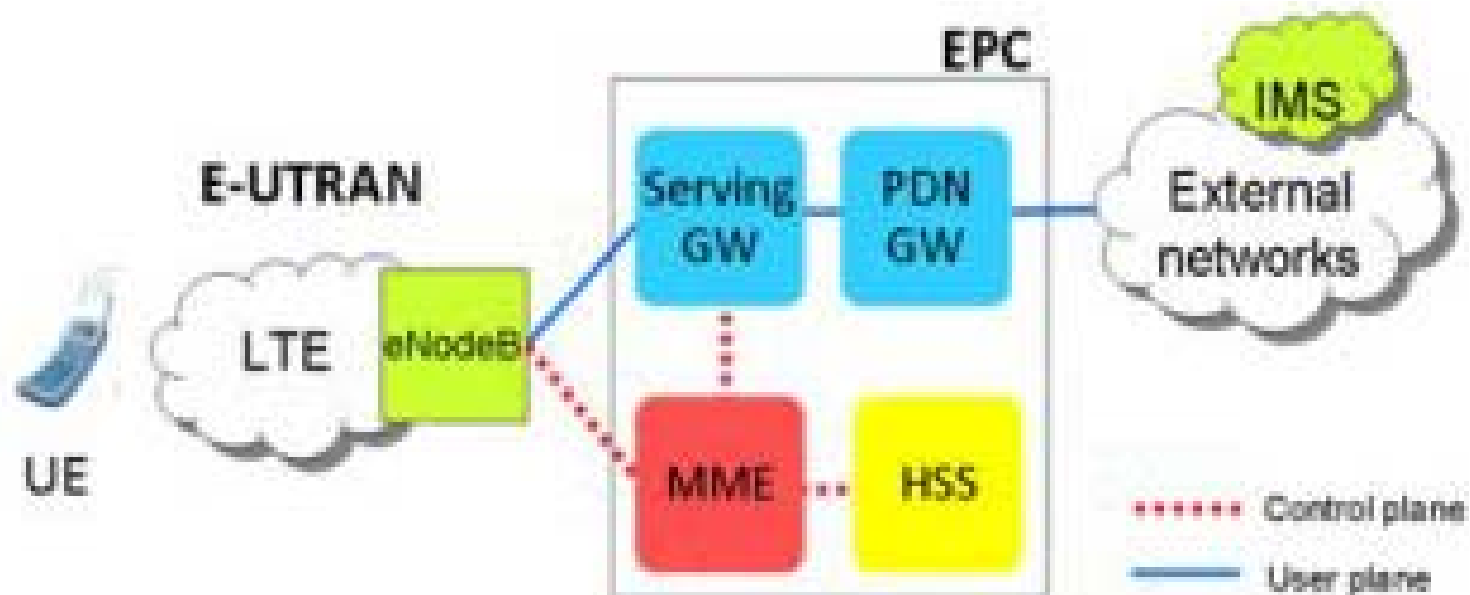 EPC
IMS
E-UTRAN
Serving
GW
PDN
GW
External
networks
LTE
eNodeB
UE
MME
HSS
Control plane
User plane